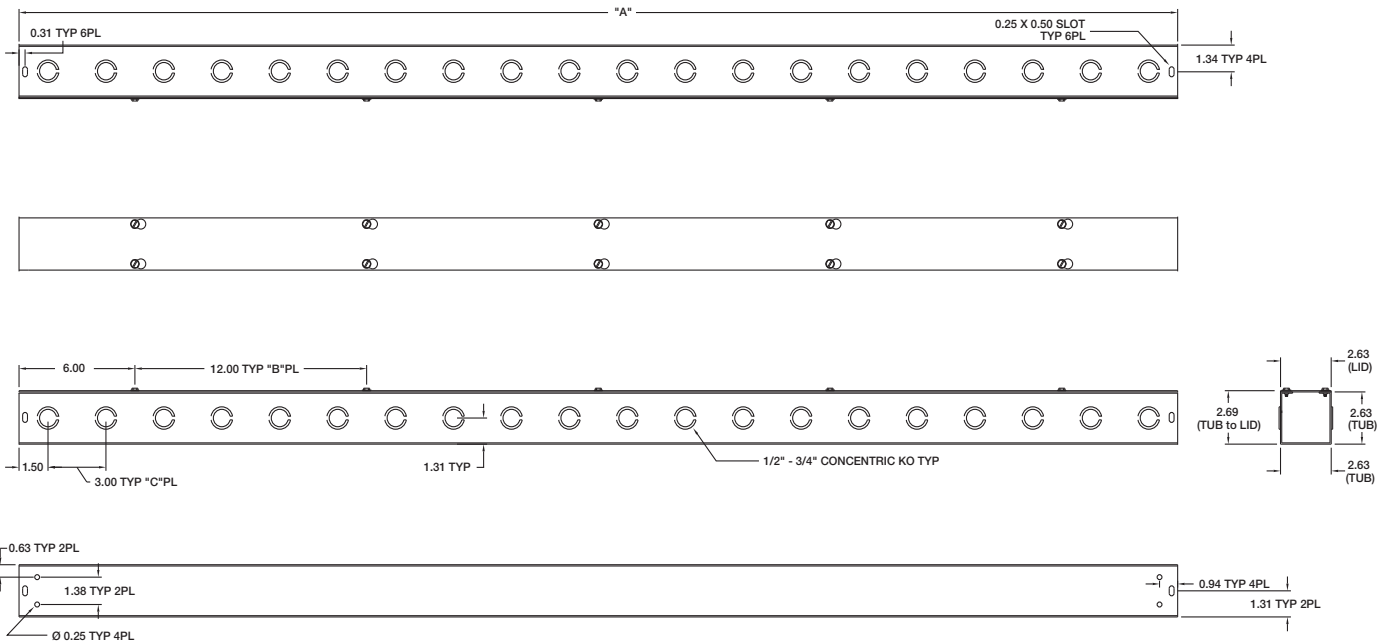 "A"
0.31 TYP 6PL
0.25 X 0.50 SLOT
TYP 6PL
1.34 TYP 4PL
6.00
12.00 TYP "B"PL
2.63
(LID)
2.69
(TUB to LID)
2.63
(TUB)
1.50
3.00 TYP "C"PL
1.31 TYP
1/2" - 3/4" CONCENTRIC KO TYP
2.63
(TUB)
0.63 TYP 2PL
1.38 TYP 2PL
0.94 TYP 4PL
1.31 TYP 2PL
Ø 0.25 TYP 4PL